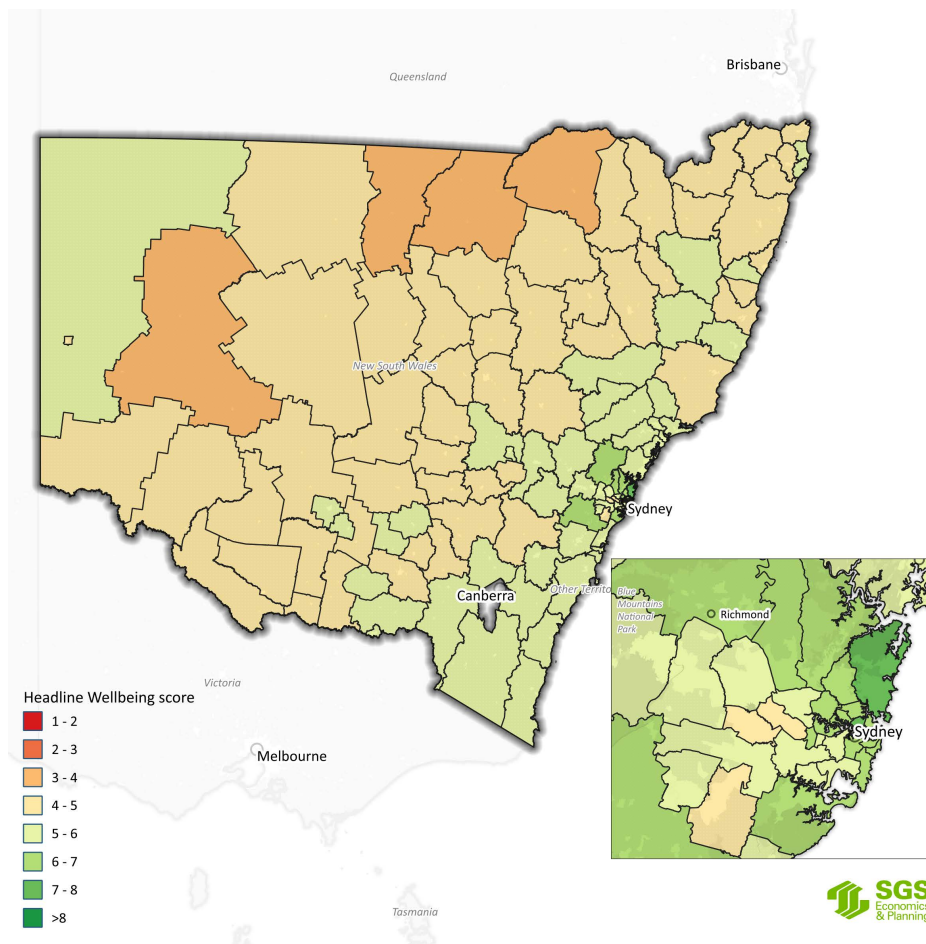 Brisbane
Queensland
New South Wales
Sydney
Canberra
Other Territo
Blue
Mountains
National
Park
Richmond
Sydney
Victoria
Melbourne
Headline Wellbeing score
1 - 2
2 - 3
3 - 4
4 - 5
5 - 6
6 - 7
7 - 8
>8
Tasmania
SGS
Economics
& Planning